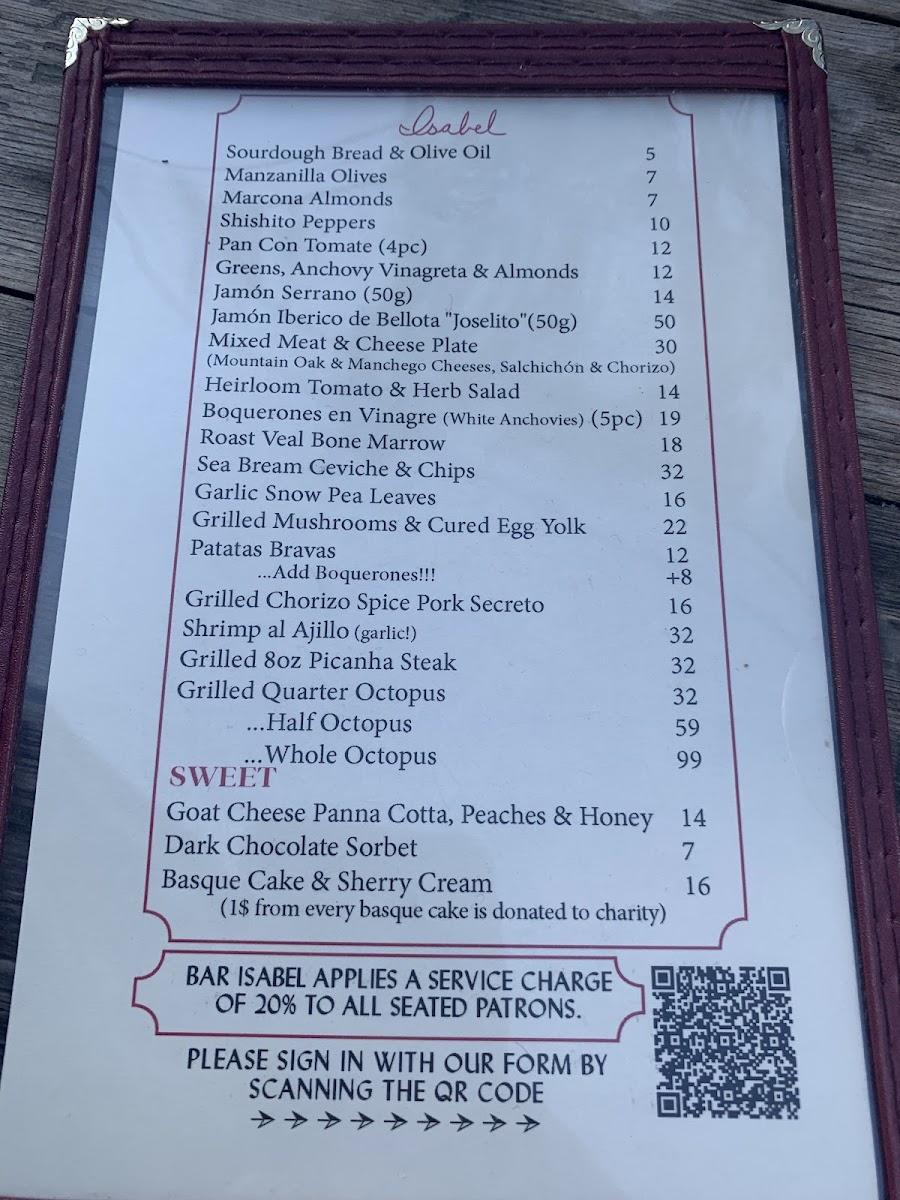 Isabel
Sourdough Bread & Olive Oil 5
Manzanilla Olives 7
Marcona Almonds 7
Shishito Peppers 10
Pan Con Tomate (4pc) 12
Greens, Anchovy Vinagreta & Almonds 12
Jamón Serrano (50g) 14
Jamón Iberico de Bellota "Joselito"(50g) 50
Mixed Meat & Cheese Plate 30
(Mountain Oak & Manchego Cheeses, Salchichón & Chorizo)
Heirloom Tomato & Herb Salad 14
Boquerones en Vinagre (White Anchovies) (5pc) 19
Roast Veal Bone Marrow 18
Sea Bream Ceviche & Chips 32
Garlic Snow Pea Leaves 16
Grilled Mushrooms & Cured Egg Yolk 22
Patatas Bravas 12
...Add Boquerones!!! +8
Grilled Chorizo Spice Pork Secreto 16
Shrimp al Ajillo (garlic!) 32
Grilled 8oz Picanha Steak 32
Grilled Quarter Octopus 32
...Half Octopus 59
...Whole Octopus 99
SWEET
Goat Cheese Panna Cotta, Peaches & Honey 14
Dark Chocolate Sorbet 7
Basque Cake & Sherry Cream 16
(1$ from every basque cake is donated to charity)
BAR ISABEL APPLIES A SERVICE CHARGE
OF 20% TO ALL SEATED PATRONS.
PLEASE SIGN IN WITH OUR FORM BY
SCANNING THE QR CODE